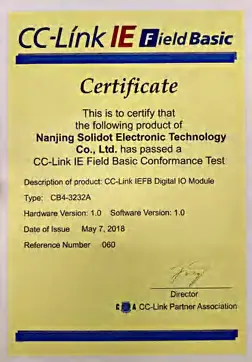 CC-Link IE Field Basic
Certificate
This is to certify that
the following product of
Nanjing Solidot Electronic Technology
Co., Ltd. has passed a
CC-Link IE Field Basic Conformance Test
Description of product: CC-Link IEFB Digital IO Module
Type: CB4-3232A
Hardware Version: 1.0 Software Version: 1.0
Date of Issue May 7, 2018
Reference Number 060
Director
CC-Link Partner Association